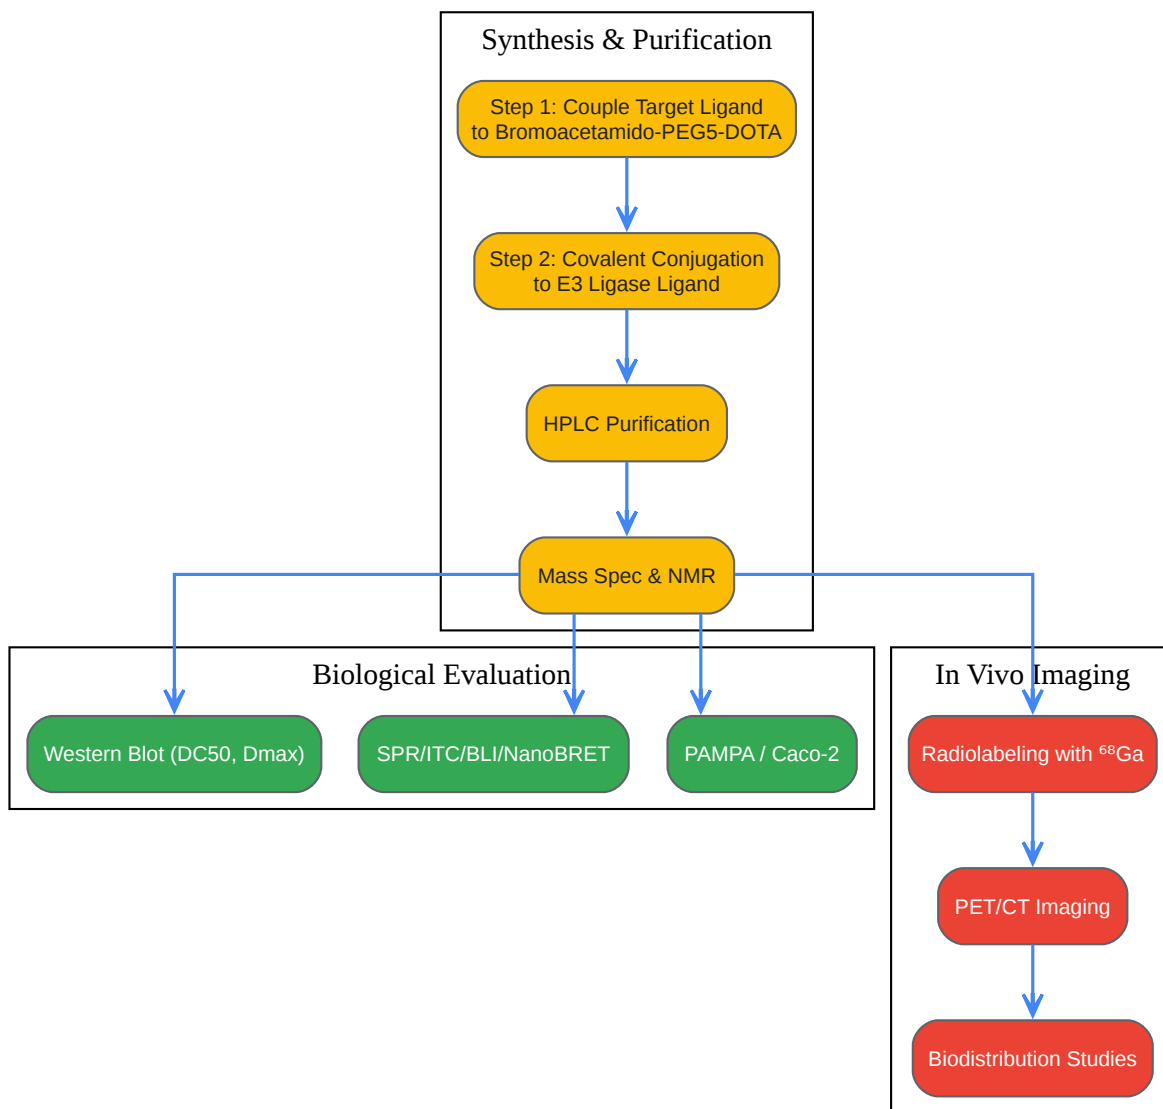 Synthesis & Purification
Step 1: Couple Target Ligand
to Bromoacetamido-PEG5-DOTA
Step 2: Covalent Conjugation
to E3 Ligase Ligand
HPLC Purification
Mass Spec & NMR
Biological Evaluation
Western Blot (DC50, Dmax)
SPR/ITC/BLI/NanoBRET
PAMPA / Caco-2
In Vivo Imaging
Radiolabeling with ⁶⁸Ga
PET/CT Imaging
Biodistribution Studies